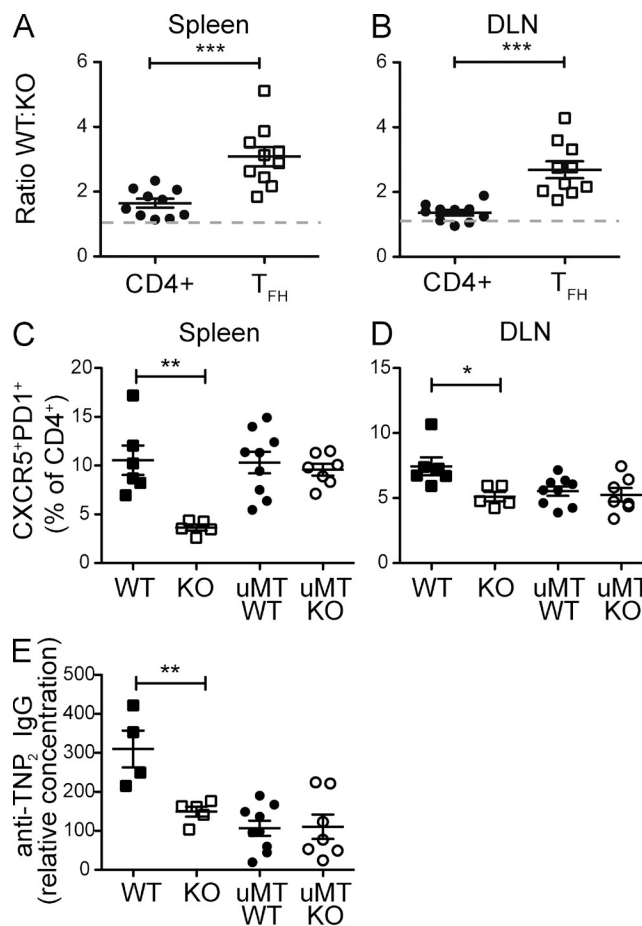 A Spleen
B DLN
Ratio WT:KO
6
4
2
0
***
CD4+ TFH
6
4
2
0
***
CD4+ TFH
C Spleen
D DLN
CXCR5+PD1+
(% of CD4+)
20
15
10
5
0
**
WT KO uMT uMT
WT KO
15
10
5
0
*
WT KO uMT uMT
WT KO
E
anti-TNP2 IgG
(relative concentration)
500
400
300
200
100
0
**
WT KO uMT uMT
WT KO